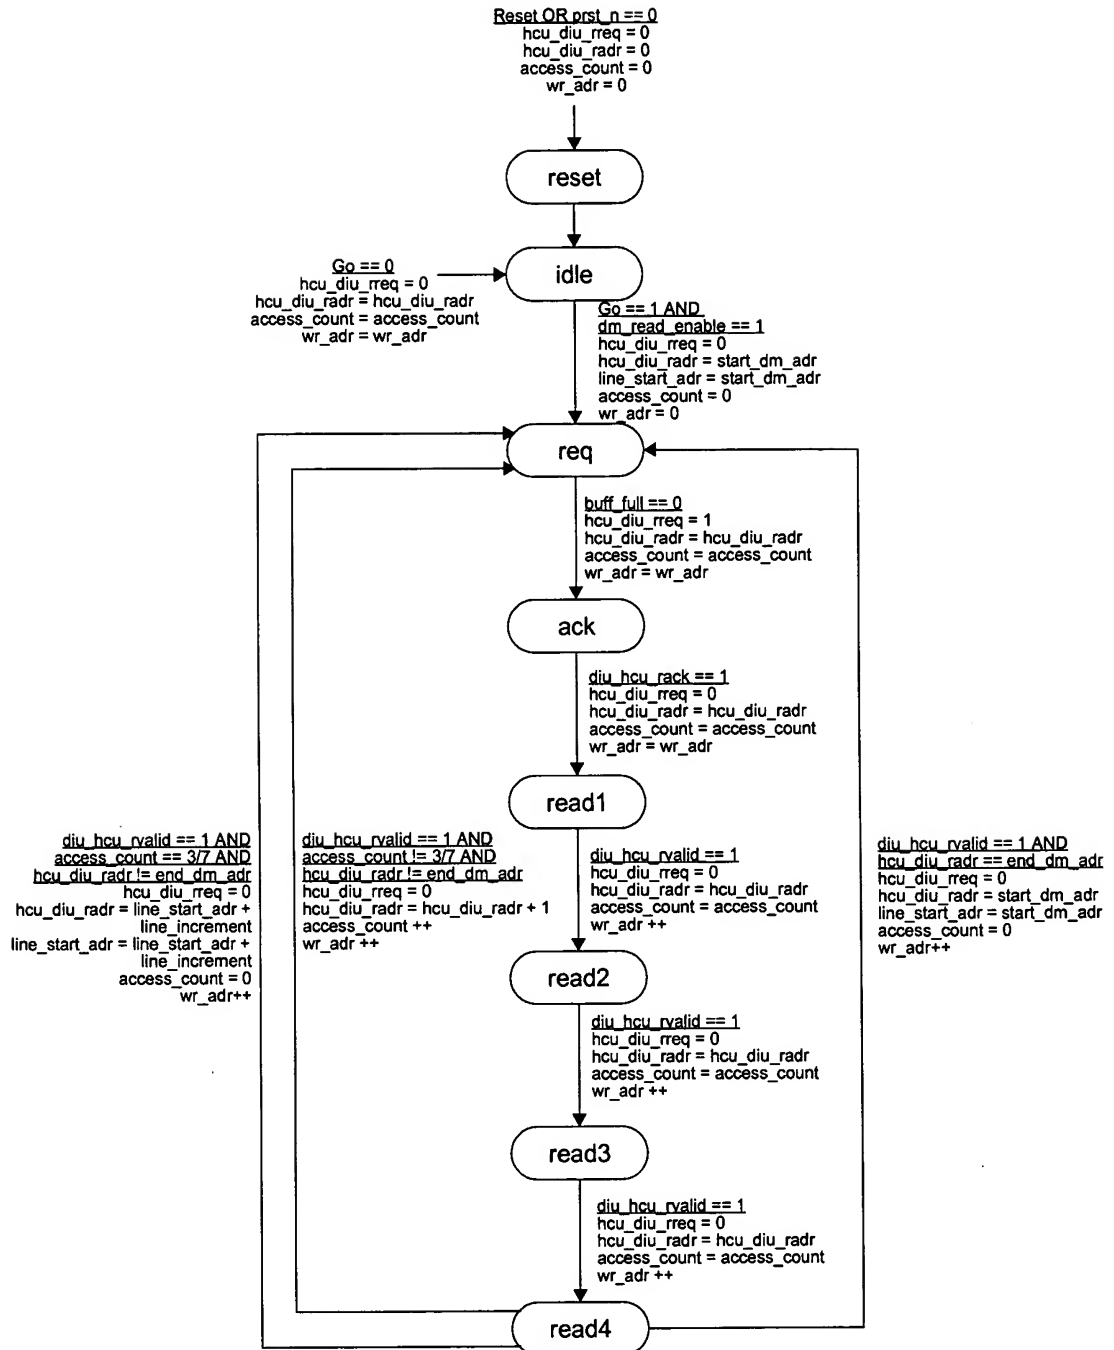 Reset OR prst_n == 0
hcu_diu_rreq = 0
hcu_diu_radr = 0
access_count = 0
wr_adr = 0
reset
idle
Go == 0
hcu_diu_rreq = 0
hcu_diu_radr = hcu_diu_radr
access_count = access_count
wr_adr = wr_adr
Go == 1 AND
dm_read_enable == 1
hcu_diu_rreq = 0
hcu_diu_radr = start_dm_adr
line_start_adr = start_dm_adr
access_count = 0
wr_adr = 0
req
buff_full == 0
hcu_diu_rreq = 1
hcu_diu_radr = hcu_diu_radr
access_count = access_count
wr_adr = wr_adr
ack
diu_hcu_rack == 1
hcu_diu_rreq = 0
hcu_diu_radr = hcu_diu_radr
access_count = access_count
wr_adr = wr_adr
read1
diu_hcu_rvalid == 1 AND
access_count == 3/7 AND
hcu_diu_radr != end_dm_adr
hcu_diu_rreq = 0
hcu_diu_radr = line_start_adr +
line_increment
line_start_adr = line_start_adr +
line_increment
access_count = 0
wr_adr++
diu_hcu_rvalid == 1 AND
access_count != 3/7 AND
hcu_diu_radr != end_dm_adr
hcu_diu_rreq = 0
hcu_diu_radr = hcu_diu_radr + 1
access_count ++
wr_adr ++
diu_hcu_rvalid == 1
hcu_diu_rreq = 0
hcu_diu_radr = hcu_diu_radr
access_count = access_count
wr_adr ++
diu_hcu_rvalid == 1 AND
hcu_diu_radr == end_dm_adr
hcu_diu_rreq = 0
hcu_diu_radr = start_dm_adr
line_start_adr = start_dm_adr
access_count = 0
wr_adr++
read2
diu_hcu_rvalid == 1
hcu_diu_rreq = 0
hcu_diu_radr = hcu_diu_radr
access_count = access_count
wr_adr ++
read3
diu_hcu_rvalid == 1
hcu_diu_rreq = 0
hcu_diu_radr = hcu_diu_radr
access_count = access_count
wr_adr ++
read4